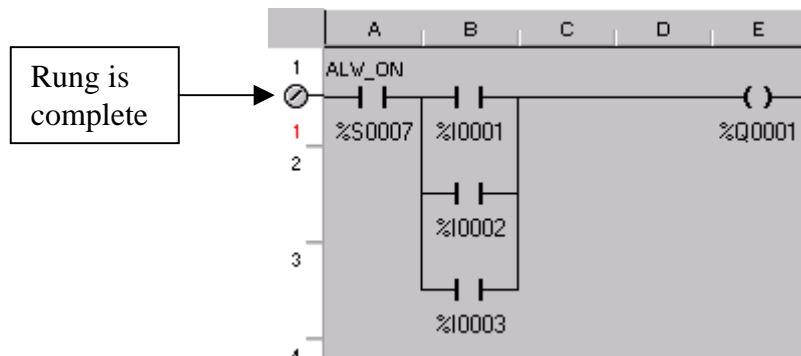 A B C D E
Rung is
complete
1 ALW_ON
1 %S0007 %I0001 %Q0001
2
%I0002
3
%I0003